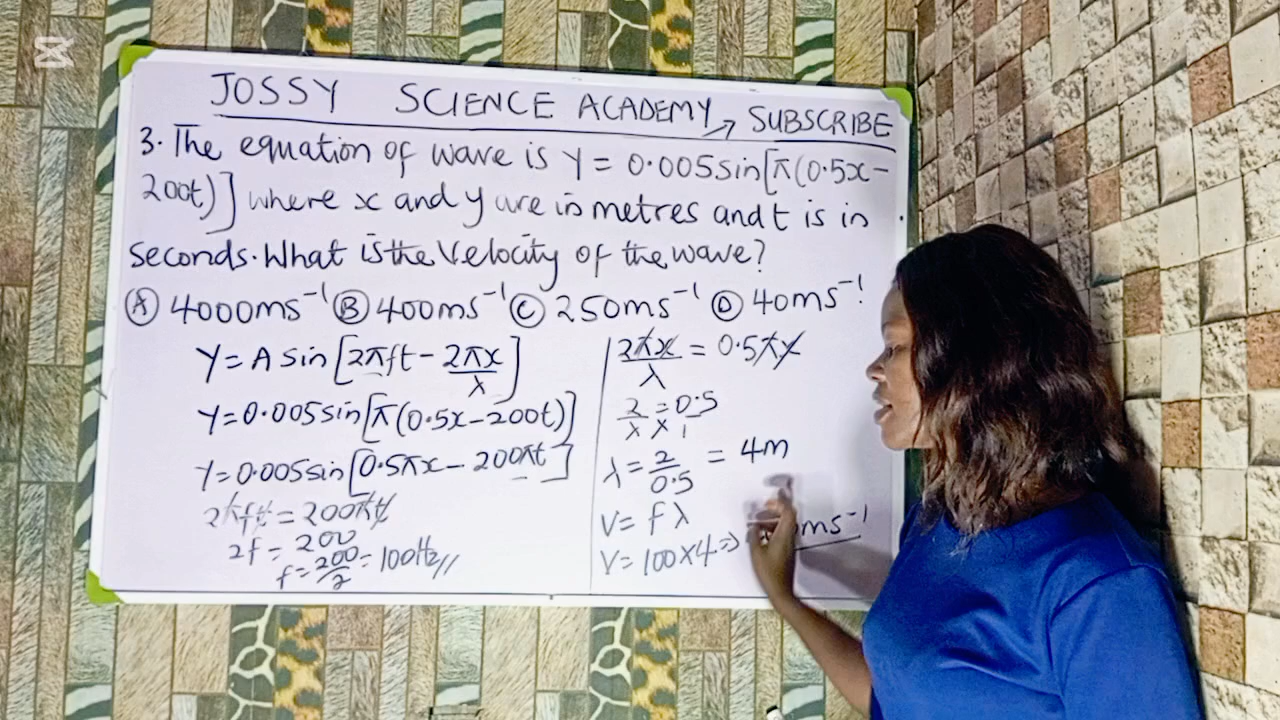 JOSSY SCIENCE ACADEMY → SUBSCRIBE
3. The equation of wave is Y = 0.005sin[π(0.5x-
200t)] where x and y are in metres and t is in
seconds. What is the velocity of the wave?
Ⓐ 4000ms⁻¹ Ⓑ 400ms⁻¹ Ⓒ 250ms⁻¹ Ⓓ 40ms⁻¹
Y = A sin [2πft - 2πx/λ]
Y = 0.005sin[π(0.5x-200t)]
Y = 0.005sin[0.5πx - 200πt]
2πft = 200πt
2f = 200
f = 200/2 = 100Hz//
2πx/λ = 0.5πx
2/λ = 0.5/1
λ = 2/0.5 = 4m
V = fλ
V = 100×4 ⇒ ms⁻¹